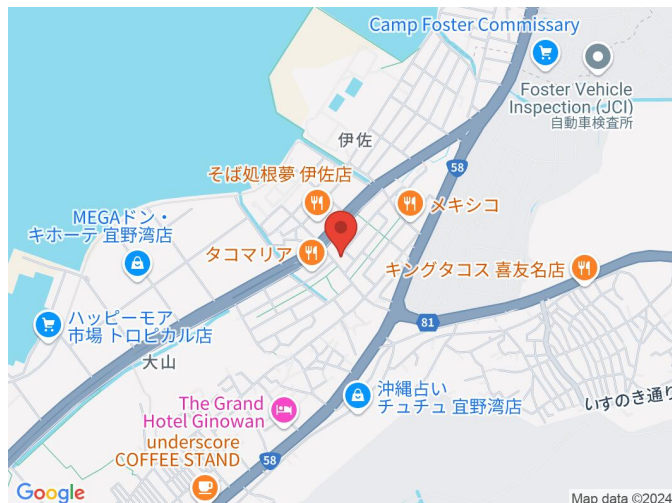 Camp Foster Commissary
Foster Vehicle
Inspection (JCI)
自動車検査所
伊佐
58
そば処根夢 伊佐店
メキシコ
MEGAドン・
キホーテ 宜野湾店
タコマリア
キングタコス 喜友名店
ハッピーモア
市場 トロピカル店
81
大山
沖縄占い
チュチュ 宜野湾店
いすのき通り
The Grand
Hotel Ginowan
underscore
COFFEE STAND
58
Google
Map data ©2024